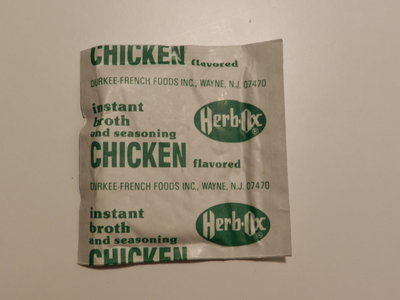 CHICKEN flavored
DURKEE-FRENCH FOODS INC., WAYNE, N.J. 07470
instant
broth
and seasoning
Herb-Ox®
CHICKEN flavored
DURKEE-FRENCH FOODS INC., WAYNE, N.J. 07470
instant
broth
and seasoning
Herb-Ox®
CHICKEN